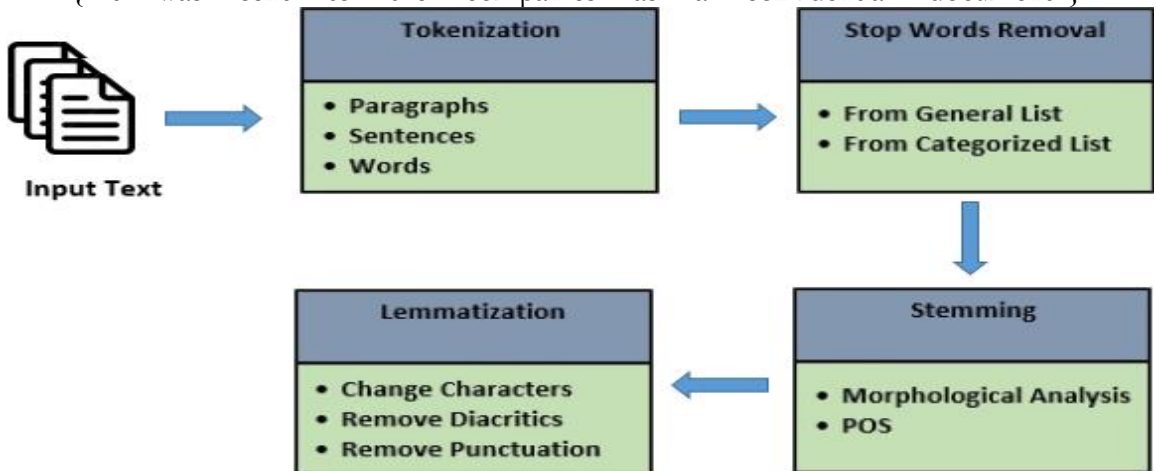 Tokenization
• Paragraphs
• Sentences
• Words
Stop Words Removal
• From General List
• From Categorized List
Input Text
Stemming
• Morphological Analysis
• POS
Lemmatization
• Change Characters
• Remove Diacritics
• Remove Punctuation